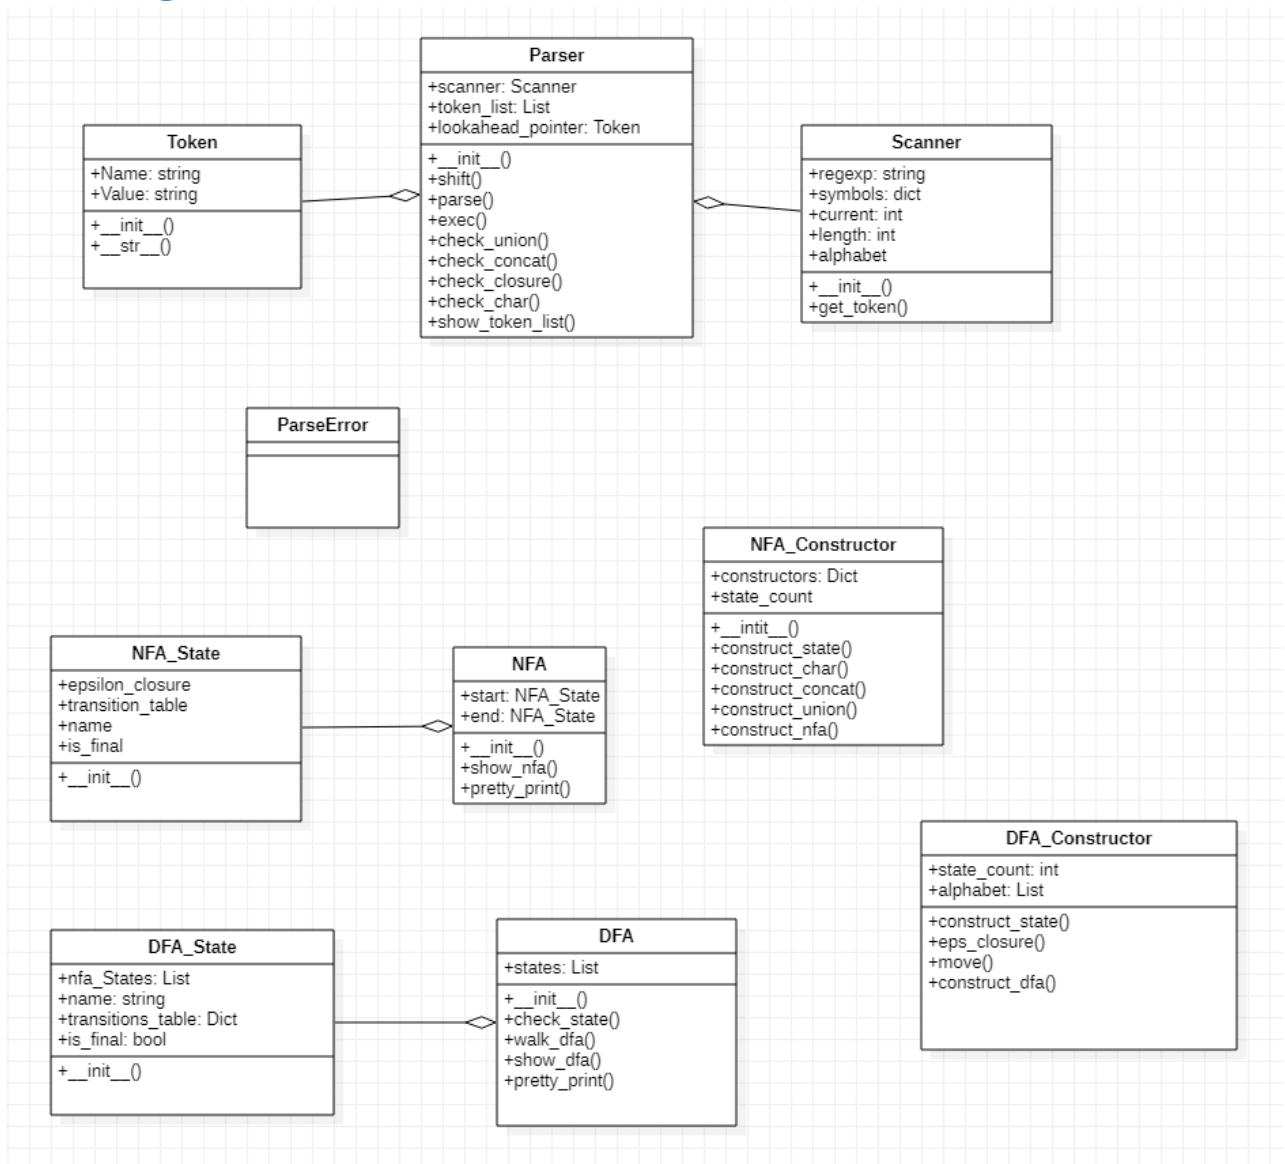 Parser
+scanner: Scanner
+token_list: List
+lookahead_pointer: Token
+__init__()
+shift()
+parse()
+exec()
+check_union()
+check_concat()
+check_closure()
+check_char()
+show_token_list()
Token
+Name: string
+Value: string
+__init__()
+__str__()
Scanner
+regexp: string
+symbols: dict
+current: int
+length: int
+alphabet
+__init__()
+get_token()
ParseError
NFA_Constructor
+constructors: Dict
+state_count
+__intit__()
+construct_state()
+construct_char()
+construct_concat()
+construct_union()
+construct_nfa()
NFA_State
+epsilon_closure
+transition_table
+name
+is_final
+__init__()
NFA
+start: NFA_State
+end: NFA_State
+__init__()
+show_nfa()
+pretty_print()
DFA_Constructor
+state_count: int
+alphabet: List
+construct_state()
+eps_closure()
+move()
+construct_dfa()
DFA_State
+nfa_States: List
+name: string
+transitions_table: Dict
+is_final: bool
+__init__()
DFA
+states: List
+__init__()
+check_state()
+walk_dfa()
+show_dfa()
+pretty_print()